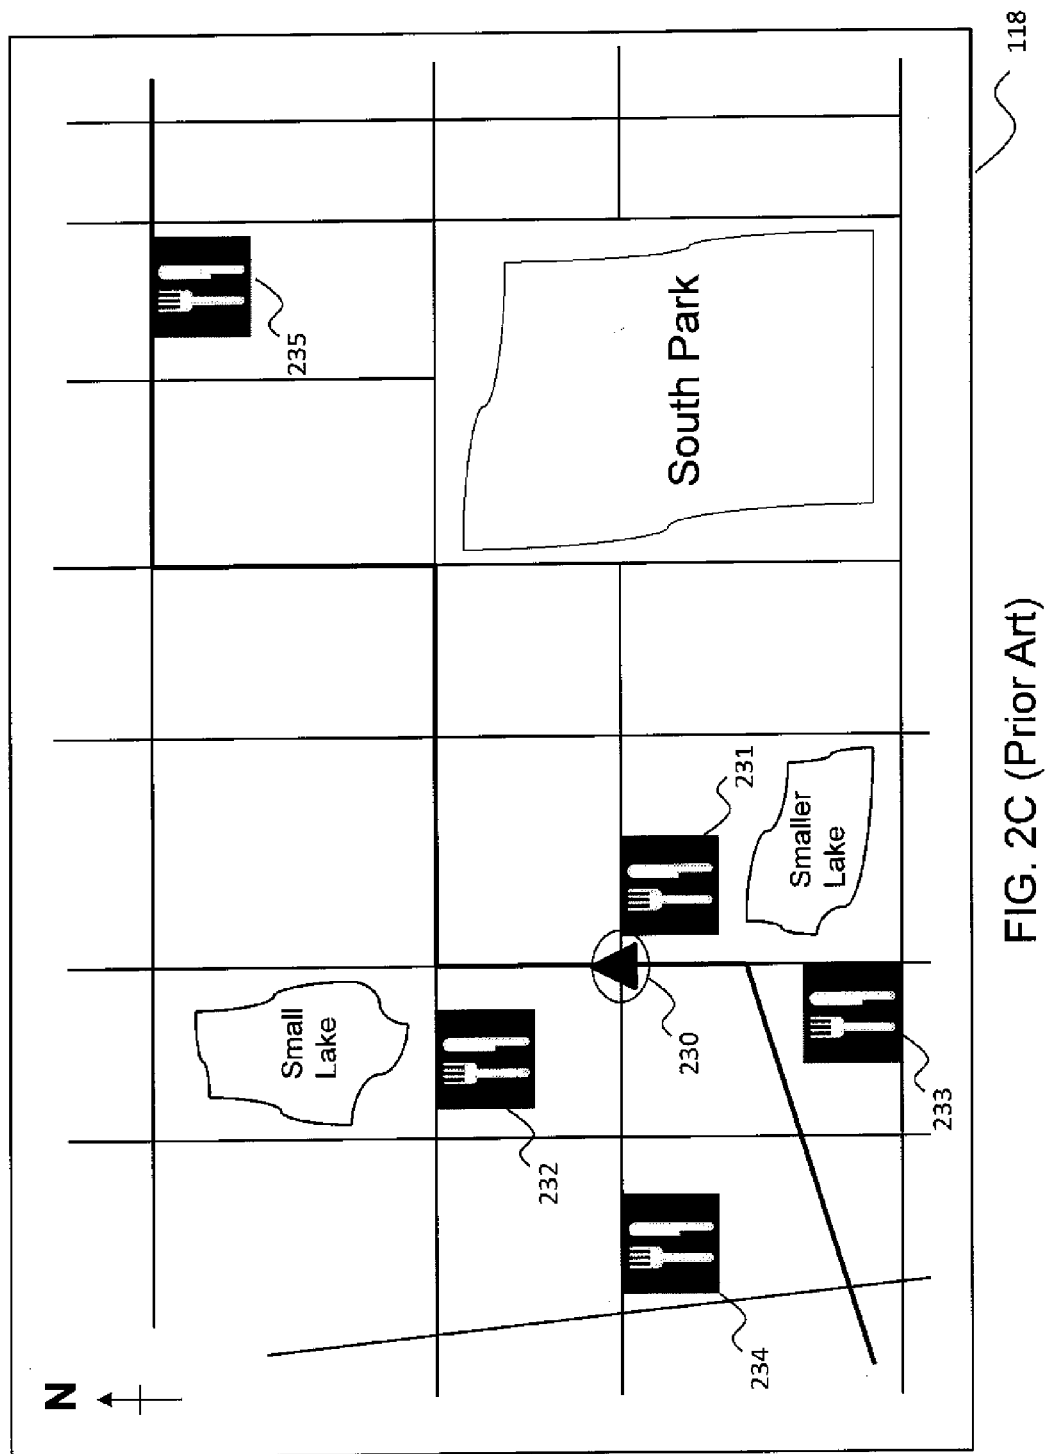 N
Small
Lake
235
232
230
231
South Park
234
233
Smaller
Lake
118
FIG. 2C (Prior Art)